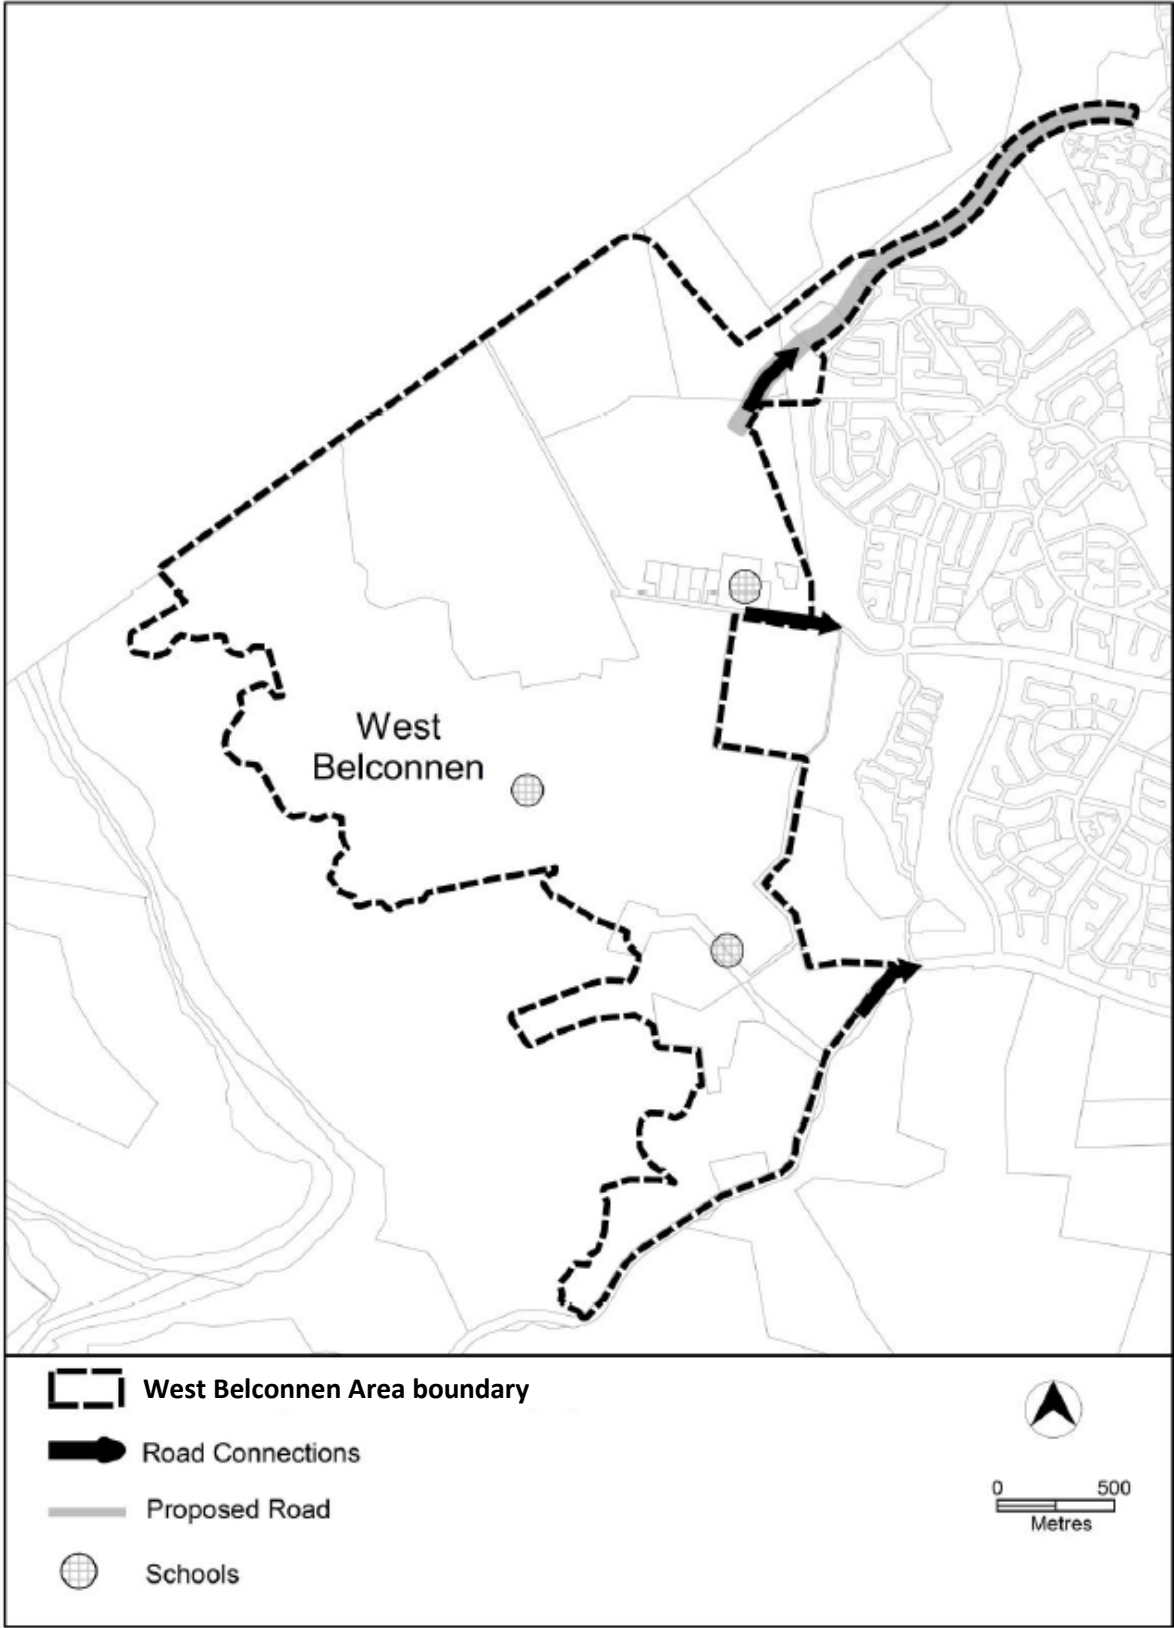 West
Belconnen
West Belconnen Area boundary
Road Connections
Proposed Road
Schools
0 500
Metres